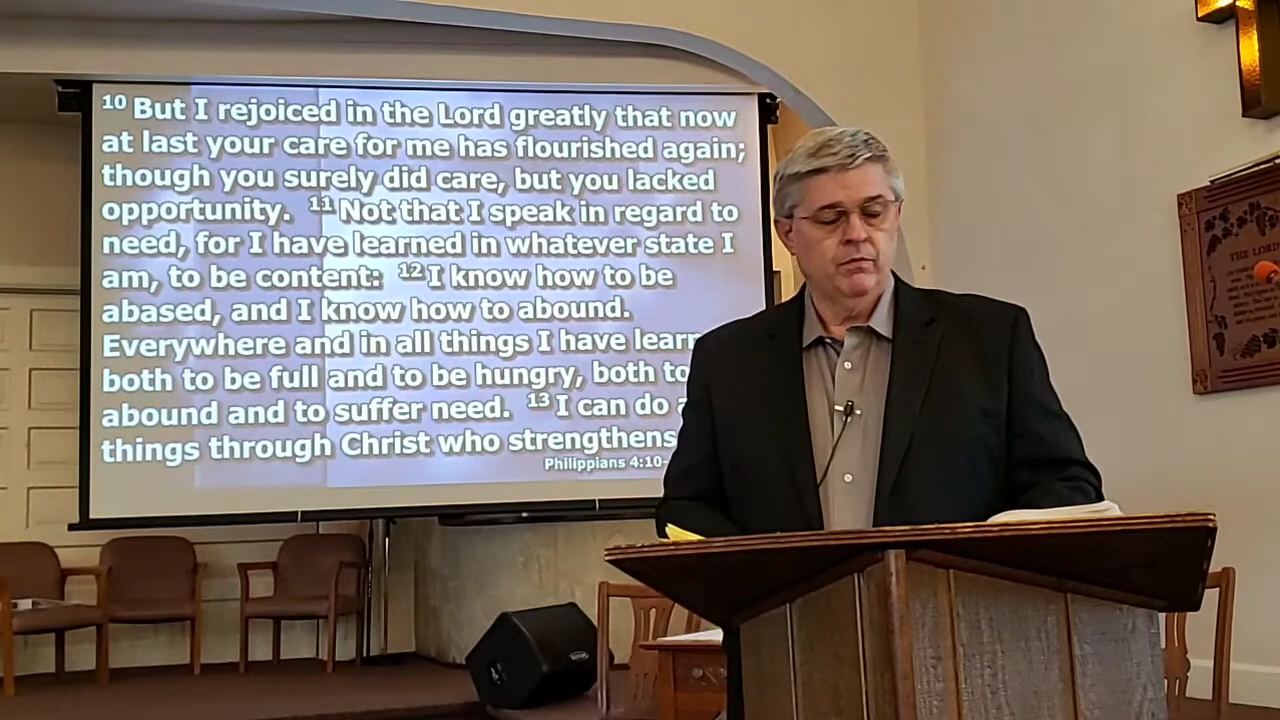 10 But I rejoiced in the Lord greatly that now
at last your care for me has flourished again;
though you surely did care, but you lacked
opportunity. 11 Not that I speak in regard to
need, for I have learned in whatever state I
am, to be content: 12 I know how to be
abased, and I know how to abound.
Everywhere and in all things I have lear
both to be full and to be hungry, both to
abound and to suffer need. 13 I can do
things through Christ who strengthens
Philippians 4:10-
THE LOR